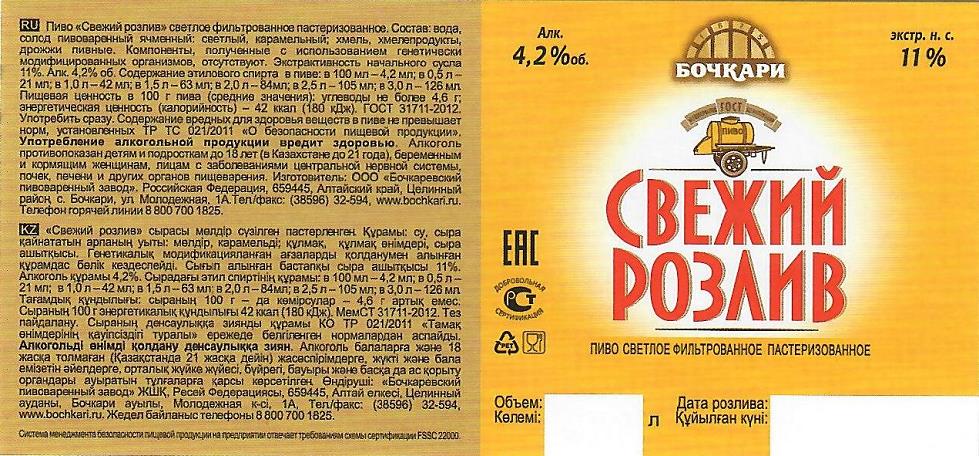 RU Пиво «Свежий розлив» светлое фильтрованное пастеризованное. Состав: вода,
солод пивоваренный ячменный: светлый, карамельный; хмель, хмелепродукты,
дрожжи пивные. Компоненты, полученные с использованием генетически
модифицированных организмов, отсутствуют. Экстрактивность начального сусла
11%. Алк. 4,2% об. Содержание этилового спирта в пиве: в 100 мл – 4,2 мл; в 0,5 л –
21 мл; в 1,0 л – 42 мл; в 1,5 л – 63 мл; в 2,0 л – 84мл; в 2,5 л – 105 мл; в 3,0 л – 126 мл.
Пищевая ценность в 100 г пива (средние значения): углеводы не более 4,6 г;
энергетическая ценность (калорийность) – 42 ккал (180 кДж). ГОСТ 31711-2012.
Употребить сразу. Содержание вредных для здоровья веществ в пиве не превышает
норм, установленных ТР ТС 021/2011 «О безопасности пищевой продукции».
Употребление алкогольной продукции вредит здоровью. Алкоголь
противопоказан детям и подросткам до 18 лет (в Казахстане до 21 года), беременным
и кормящим женщинам, лицам с заболеваниями центральной нервной системы,
почек, печени и других органов пищеварения. Изготовитель: ООО «Бочкаревский
пивоваренный завод». Российская Федерация, 659445, Алтайский край, Целинный
район, с. Бочкари, ул Молодежная, 1А.Тел/факс: (38596) 32-594, www.bochkari.ru.
Телефон горячей линии 8 800 700 1825.
KZ «Свежий розлив» сырасы мөлдір сүзілген пастерленген. Құрамы: су, сыра
қайнататын арпаның уыты: мөлдір, карамельді; құлмақ, құлмақ өнімдері, сыра
ашытқысы. Генетикалық модификацияланған ағзаларды қолданумен алынған
құрамдас бөлік кездеспейді. Сығып алынған бастапқы сыра ашытқысы 11%.
Алкоголь құрамы 4,2%. Сырадағы этил спиртінің құрамы: в 100 мл – 4,2 мл; в 0,5 л –
21 мл; в 1,0 л – 42 мл; в 1,5 л – 63 мл; в 2,0 л – 84мл; в 2,5 л – 105 мл; в 3,0 л – 126 мл.
Тағамдық құндылығы: сыраның 100 г – да көмірсулар – 4,6 г артық емес.
Сыраның 100 г энергетикалық құндылығы 42 ккал (180 кДж). МемСТ 31711-2012. Тез
пайдалану. Сыраның денсаулыққа зиянды құрамы КО ТР 021/2011 «Тамақ
өнімдерінің қауіпсіздігі туралы» ережеде белгіленген нормалардан аспайды.
Алкогольді өнімді қолдану денсаулыққа зиян. Алкоголь балаларға және 18
жасқа толмаған (Қазақстанда 21 жасқа дейін) жасөспірімдерге, жүкті және бала
емізетін әйелдерге, орталық жүйке жүйесі, бүйрегі, бауыры және басқа да ас қорыту
органдары ауыратын тұлғаларға қарсы көрсетілген. Өндіруші: «Бочкаревский
пивоваренный завод» ЖШҚ, Ресей Федерациясы, 659445, Алтай өлкесі, Целинный
ауданы, Бочкари ауылы, Молодежная к-сі, 1А, Тел/факс: (38596) 32-594,
www.bochkari.ru. Жедел байланыс телефоны 8 800 700 1825.
Система менеджмента безопасности пищевой продукции на предприятии отвечает требованиям схемы сертификации FSSC 22000.
Алк.
4,2%об.
БОЧКАРИ
экстр. н. с.
11%
ГОСТ
ПИВО
СВЕЖИЙ
РОЗЛИВ
EAC
ДОБРОВОЛЬНАЯ
РСТ
СЕРТИФИКАЦИЯ
ПИВО СВЕТЛОЕ ФИЛЬТРОВАННОЕ ПАСТЕРИЗОВАННОЕ
Объем:
Көлемі:
л
Дата розлива:
Құйылған күні: